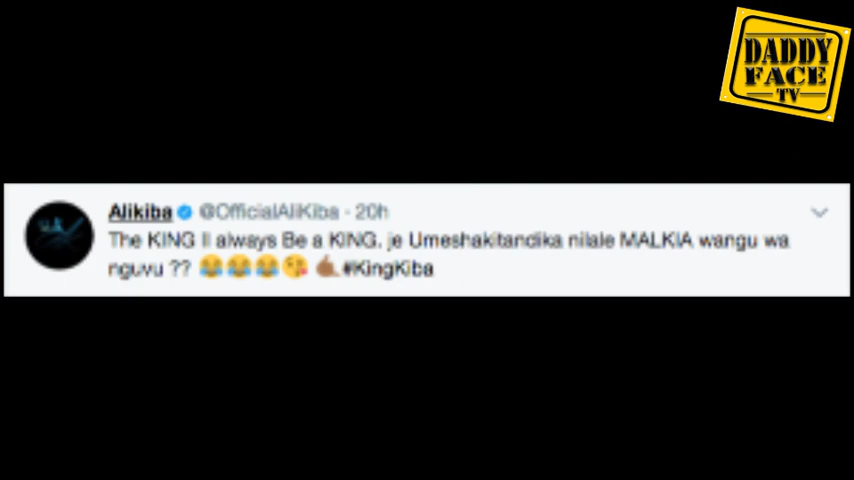 DADDY
FACE
TV
Alikiba @OfficialAliKiba · 20h
The KING ll always Be a KING, je Umeshakitandika nilale MALKIA wangu wa
nguvu ?? 😂😂😂😘 🤙🏽#KingKiba